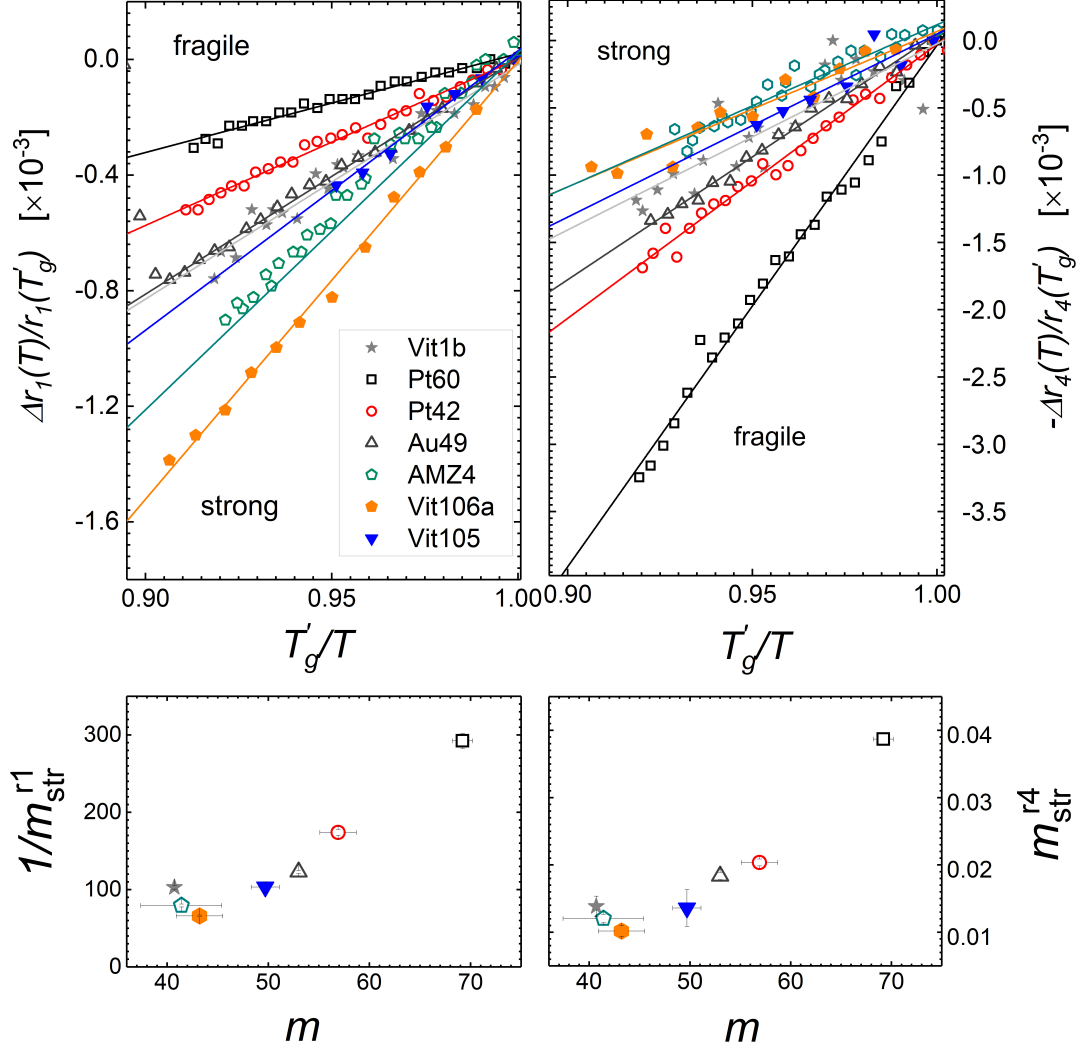 fragile
strong
Δr₁(T)/r₁(T′g) [×10⁻³]
0.0
-0.4
-0.8
-1.2
-1.6
Vit1b
Pt60
Pt42
Au49
AMZ4
Vit106a
Vit105
0.90
0.95
1.00
T′g/T
strong
fragile
0.0
-0.5
-1.0
-1.5
-2.0
-2.5
-3.0
-3.5
-Δr₄(T)/r₄(T′g) [×10⁻³]
0.90
0.95
1.00
T′g/T
1/m^r1_str
300
200
100
0
40
50
60
70
m
0.04
0.03
0.02
0.01
m^r4_str
40
50
60
70
m